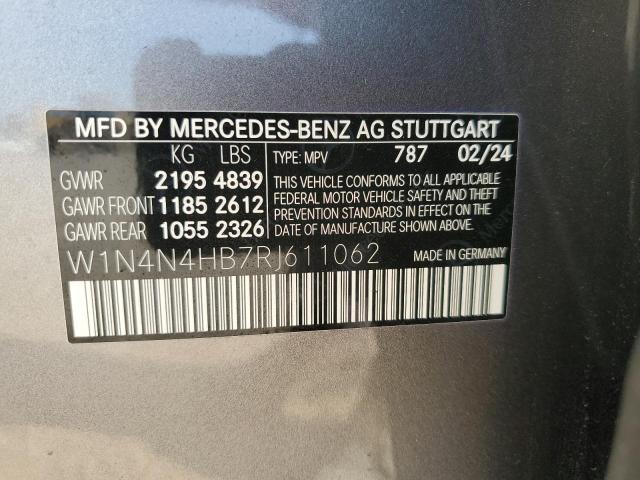 MFD BY MERCEDES-BENZ AG STUTTGART
KG LBS TYPE: MPV 787 02/24
GVWR 2195 4839
GAWR FRONT 1185 2612
GAWR REAR 1055 2326
THIS VEHICLE CONFORMS TO ALL APPLICABLE
FEDERAL MOTOR VEHICLE SAFETY AND THEFT
PREVENTION STANDARDS IN EFFECT ON THE
DATE OF MANUFACTURE SHOWN ABOVE.
W1N4N4HB7RJ611062
MADE IN GERMANY